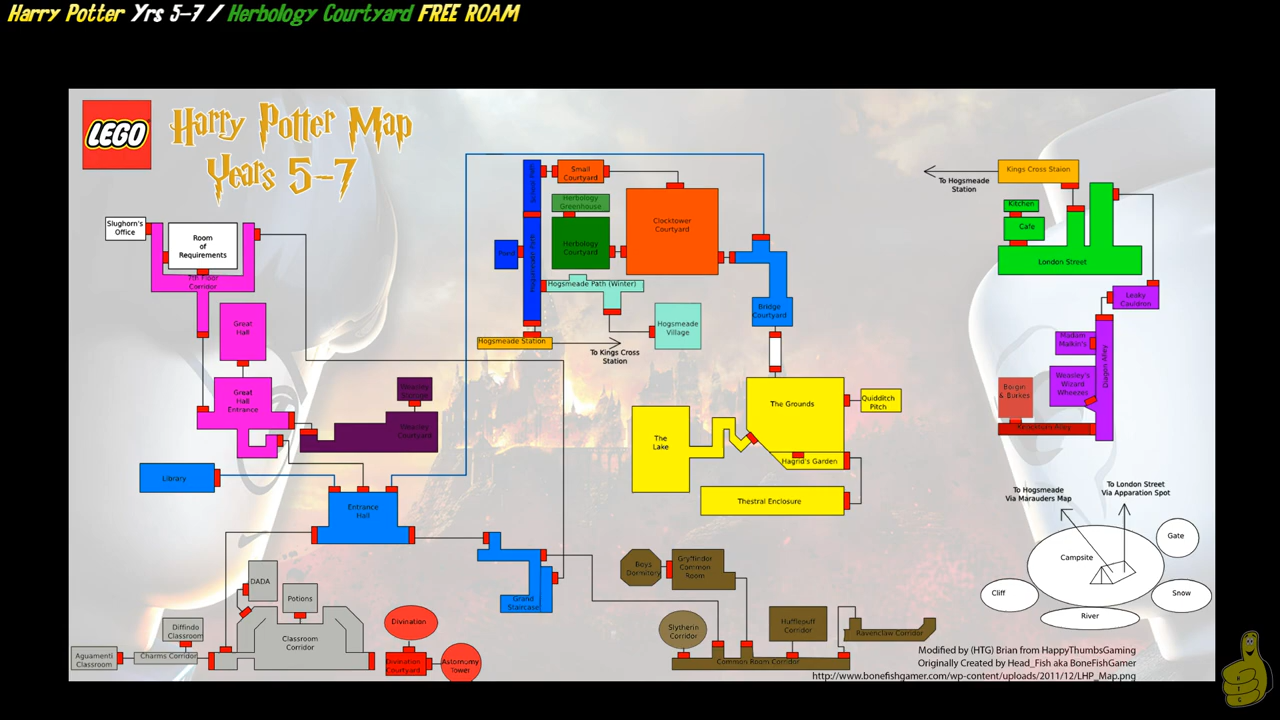 Harry Potter Yrs 5-7 / Herbology Courtyard FREE ROAM
LEGO
Harry Potter Map
Years 5-7
Slughorn's
Office
Room
of
Requirements
7th Floor
Corridor
Great
Hall
Great
Hall
Entrance
Courtyard
Library
Entrance
Hall
Grand
Staircase
DADA
Potions
Diffindo
Classroom
Aguamenti
Classroom
Charms Corridor
Classroom
Corridor
Divination
Divination
Courtyard
Astornomy
Tower
Small
Courtyard
Herbology
Greenhouse
Herbology
Courtyard
Clocktower
Courtyard
Pond
Hogsmeade Path
Hogsmeade Path (Winter)
Hogsmeade
Village
Hogsmeade Station
To Kings Cross
Station
Bridge
Courtyard
The Grounds
Quidditch
Pitch
The
Lake
Hagrid's Garden
Thestral Enclosure
Boys
Dormitory
Gryffindor
Common
Room
Slytherin
Corridor
Hufflepuff
Corridor
Ravenclaw Corridor
Common Room Corridor
To Hogsmeade
Station
Kings Cross Staion
Kitchen
Cafe
London Street
Leaky
Cauldron
Madam
Malkin's
Diagon Alley
Weasley's
Wizard
Wheezes
Borgin
& Burkes
Knockturn Alley
To Hogsmeade
Via Marauders Map
To London Street
Via Apparation Spot
Campsite
Gate
Cliff
Snow
River
Modified by (HTG) Brian from HappyThumbsGaming
Originally Created by Head_Fish aka BoneFishGamer
http://www.bonefishgamer.com/wp-content/uploads/2011/12/LHP_Map.png
H T G